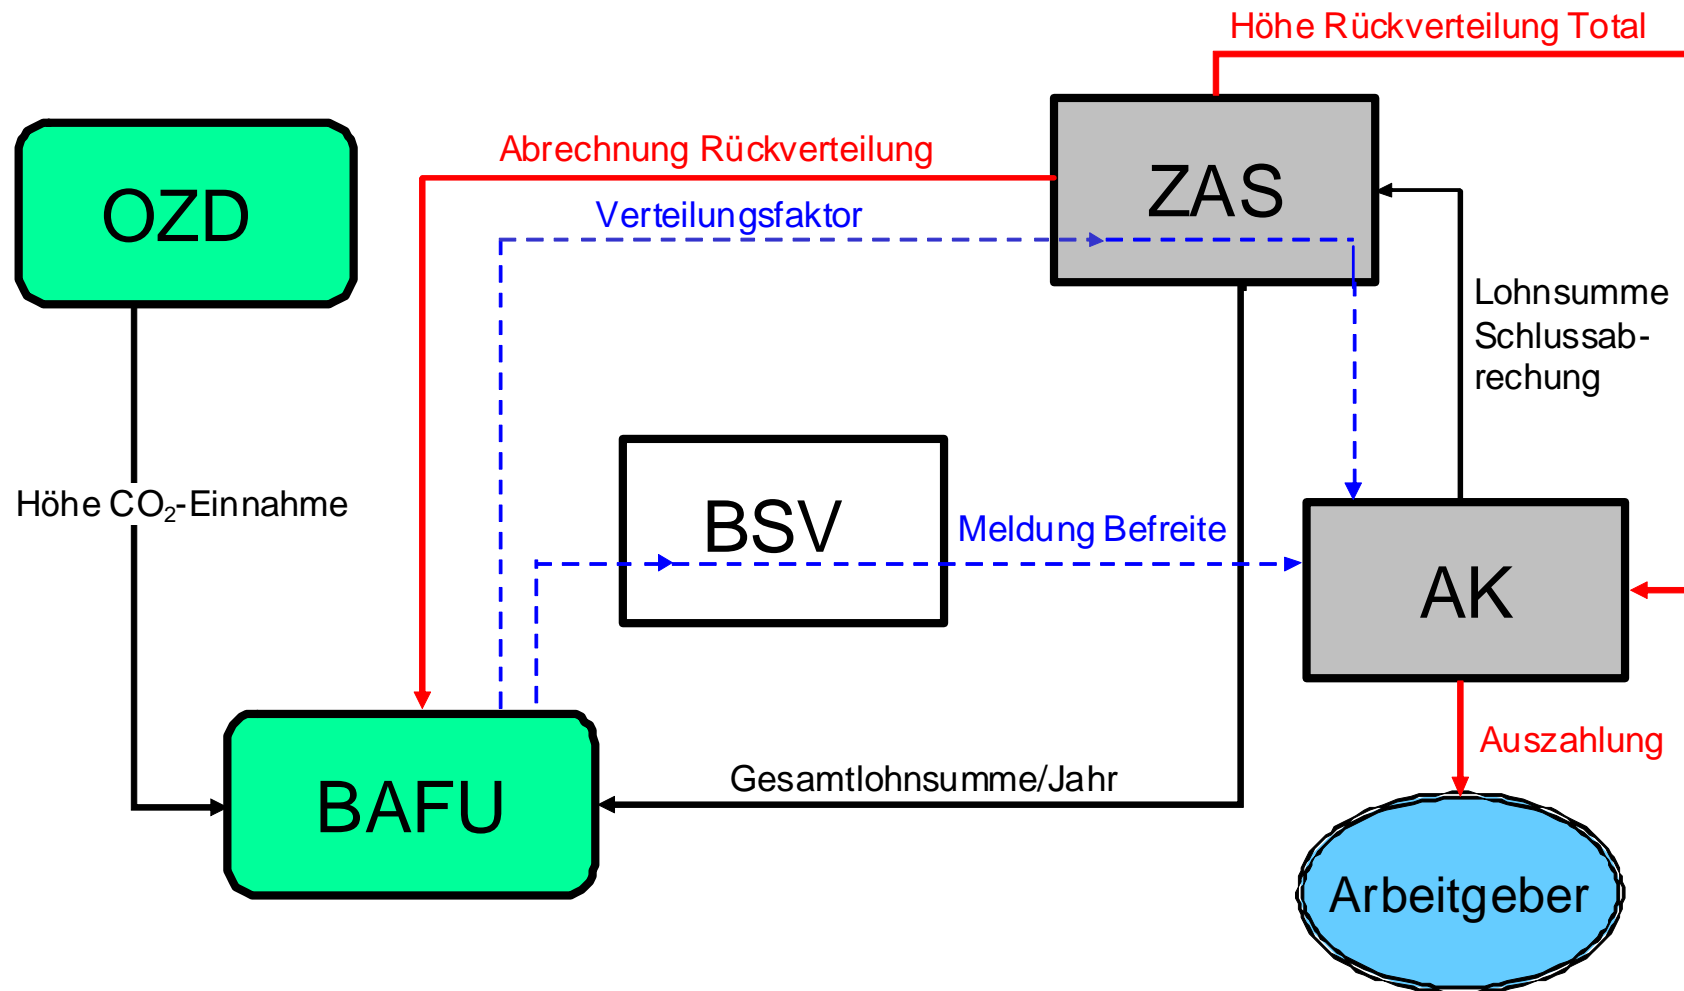 Höhe Rückverteilung Total
Abrechnung Rückverteilung
OZD
ZAS
Verteilungsfaktor
Lohnsumme
Schlussab-
rechung
Höhe CO₂-Einnahme
BSV
Meldung Befreite
AK
Auszahlung
Gesamtlohnsumme/Jahr
BAFU
Arbeitgeber